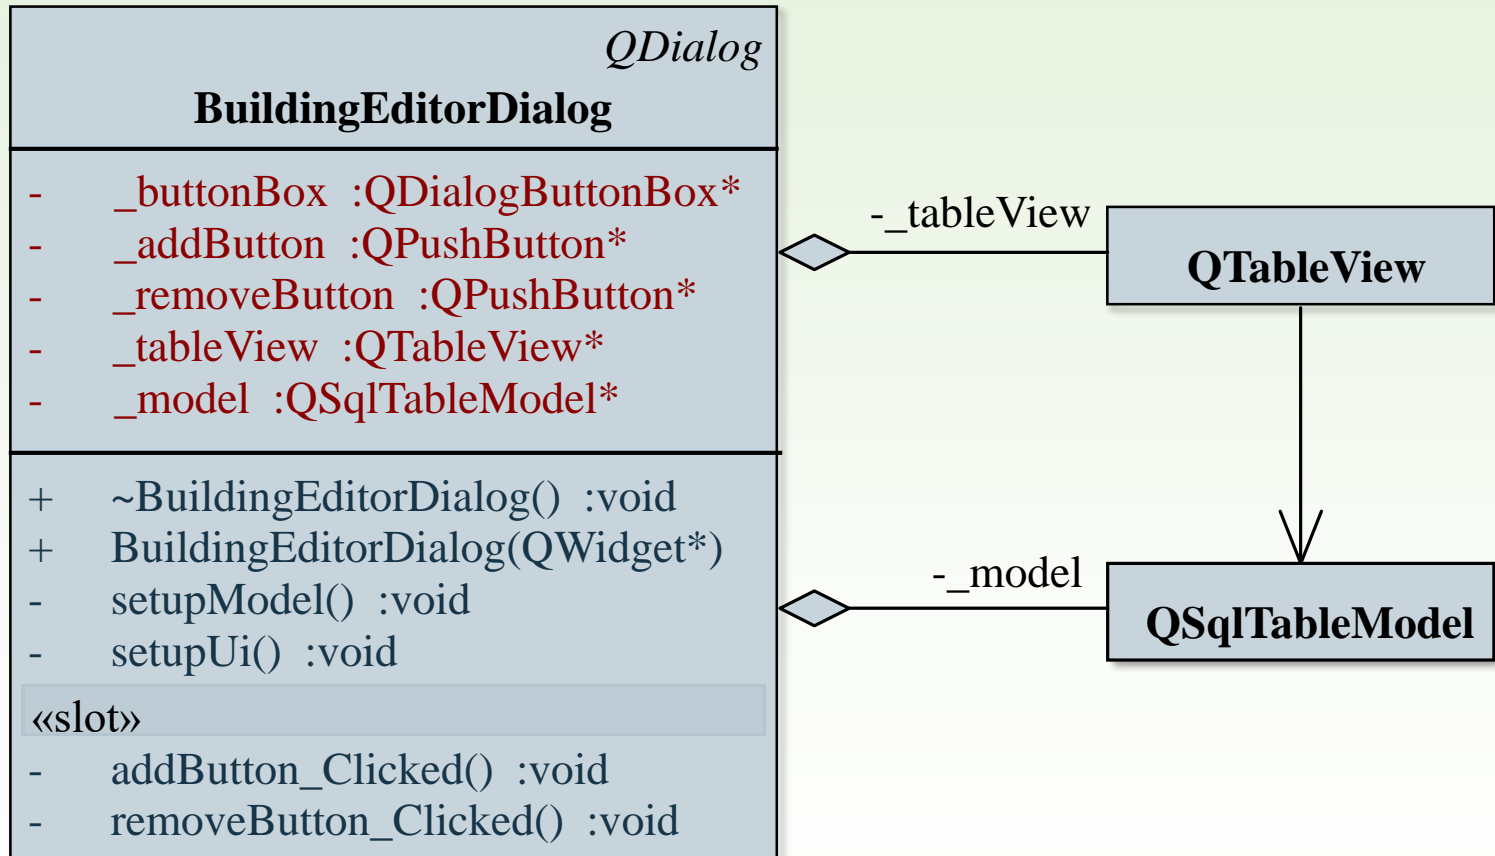 QDialog
BuildingEditorDialog
- _buttonBox :QDialogButtonBox*
- _addButton :QPushButton*
- _removeButton :QPushButton*
- _tableView :QTableView*
- _model :QSqlTableModel*
+ ~BuildingEditorDialog() :void
+ BuildingEditorDialog(QWidget*)
- setupModel() :void
- setupUi() :void
«slot»
- addButton_Clicked() :void
- removeButton_Clicked() :void
-_tableView
QTableView
-_model
QSqlTableModel